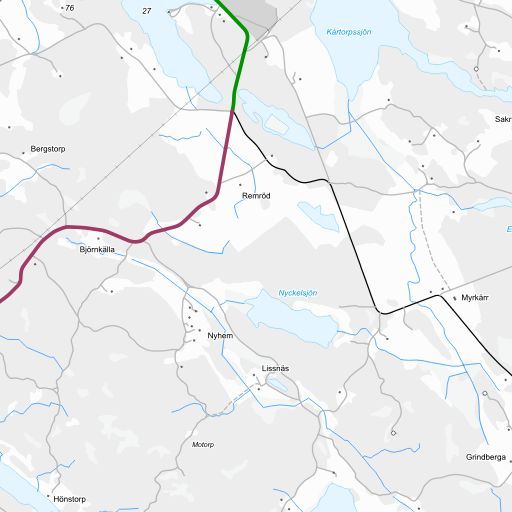 76
27
Kårtorpssjön
Sakr
Bergstorp
Remröd
E
Björnkälla
Nyckelsjön
Myrkärr
Nyhem
Lissnäs
Motorp
Grindberga
Hönstorp